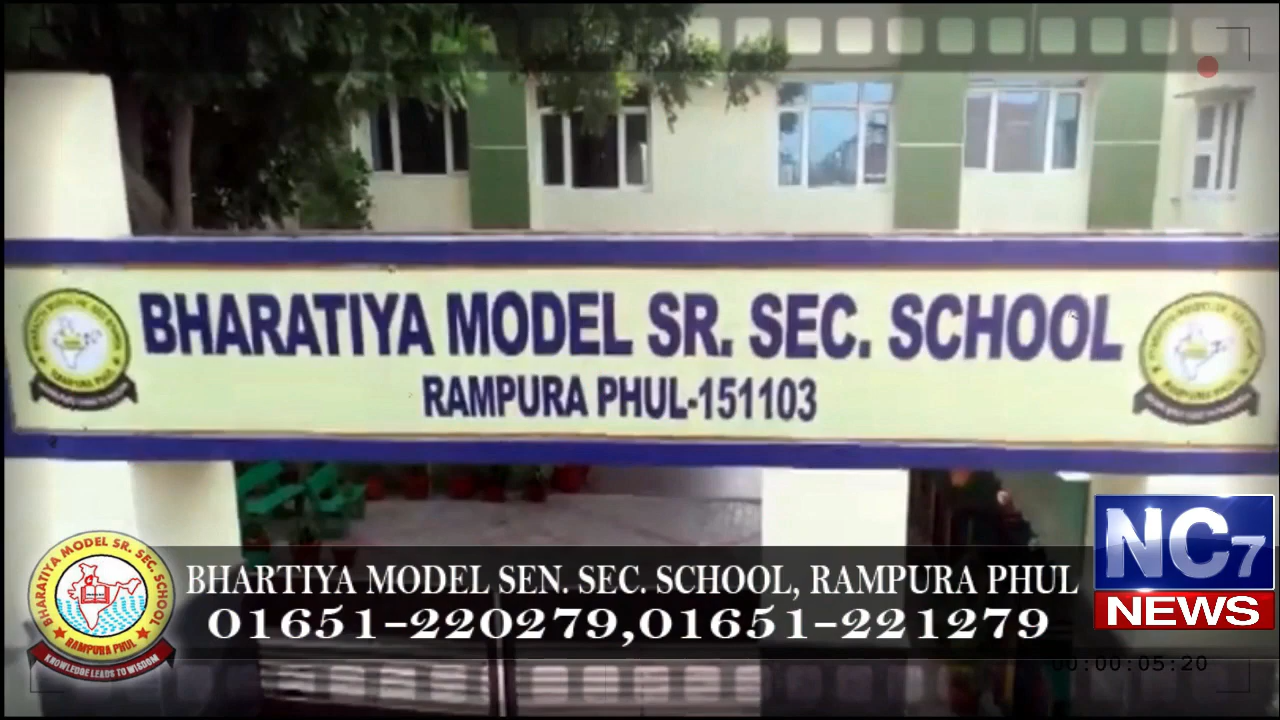 BHARATIYA MODEL SR. SEC. SCHOOL
RAMPURA PHUL-151103
BHARATIYA MODEL SR. SEC. SCHOOL
RAMPURA PHUL
KNOWLEDGE LEADS TO WISDOM
BHARTIYA MODEL SEN. SEC. SCHOOL, RAMPURA PHUL
01651-220279,01651-221279
NC7
NEWS
00:00:05:20